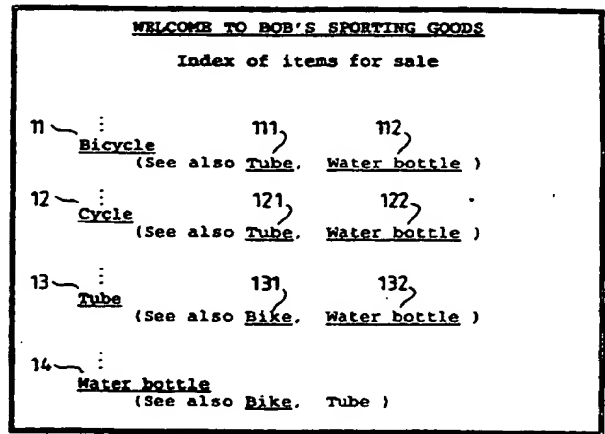 WELCOME TO BOB'S SPORTING GOODS
Index of items for sale
11 111 112
Bicycle
(See also Tube, Water bottle )
12 121 122
Cycle
(See also Tube, Water bottle )
13 131 132
Tube
(See also Bike, Water bottle )
14
Water bottle
(See also Bike, Tube )